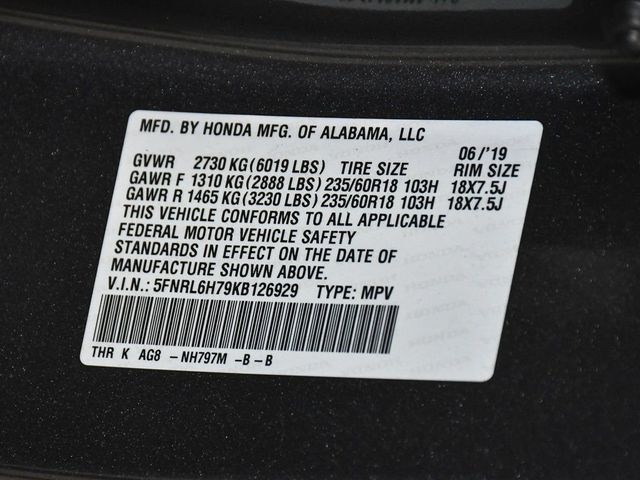 MFD. BY HONDA MFG. OF ALABAMA, LLC
06/'19
GVWR 2730 KG (6019 LBS) TIRE SIZE RIM SIZE
GAWR F 1310 KG (2888 LBS) 235/60R18 103H 18X7.5J
GAWR R 1465 KG (3230 LBS) 235/60R18 103H 18X7.5J
THIS VEHICLE CONFORMS TO ALL APPLICABLE
FEDERAL MOTOR VEHICLE SAFETY
STANDARDS IN EFFECT ON THE DATE OF
MANUFACTURE SHOWN ABOVE.
V.I.N.: 5FNRL6H79KB126929 TYPE: MPV
THR K AG8 -NH797M -B-B